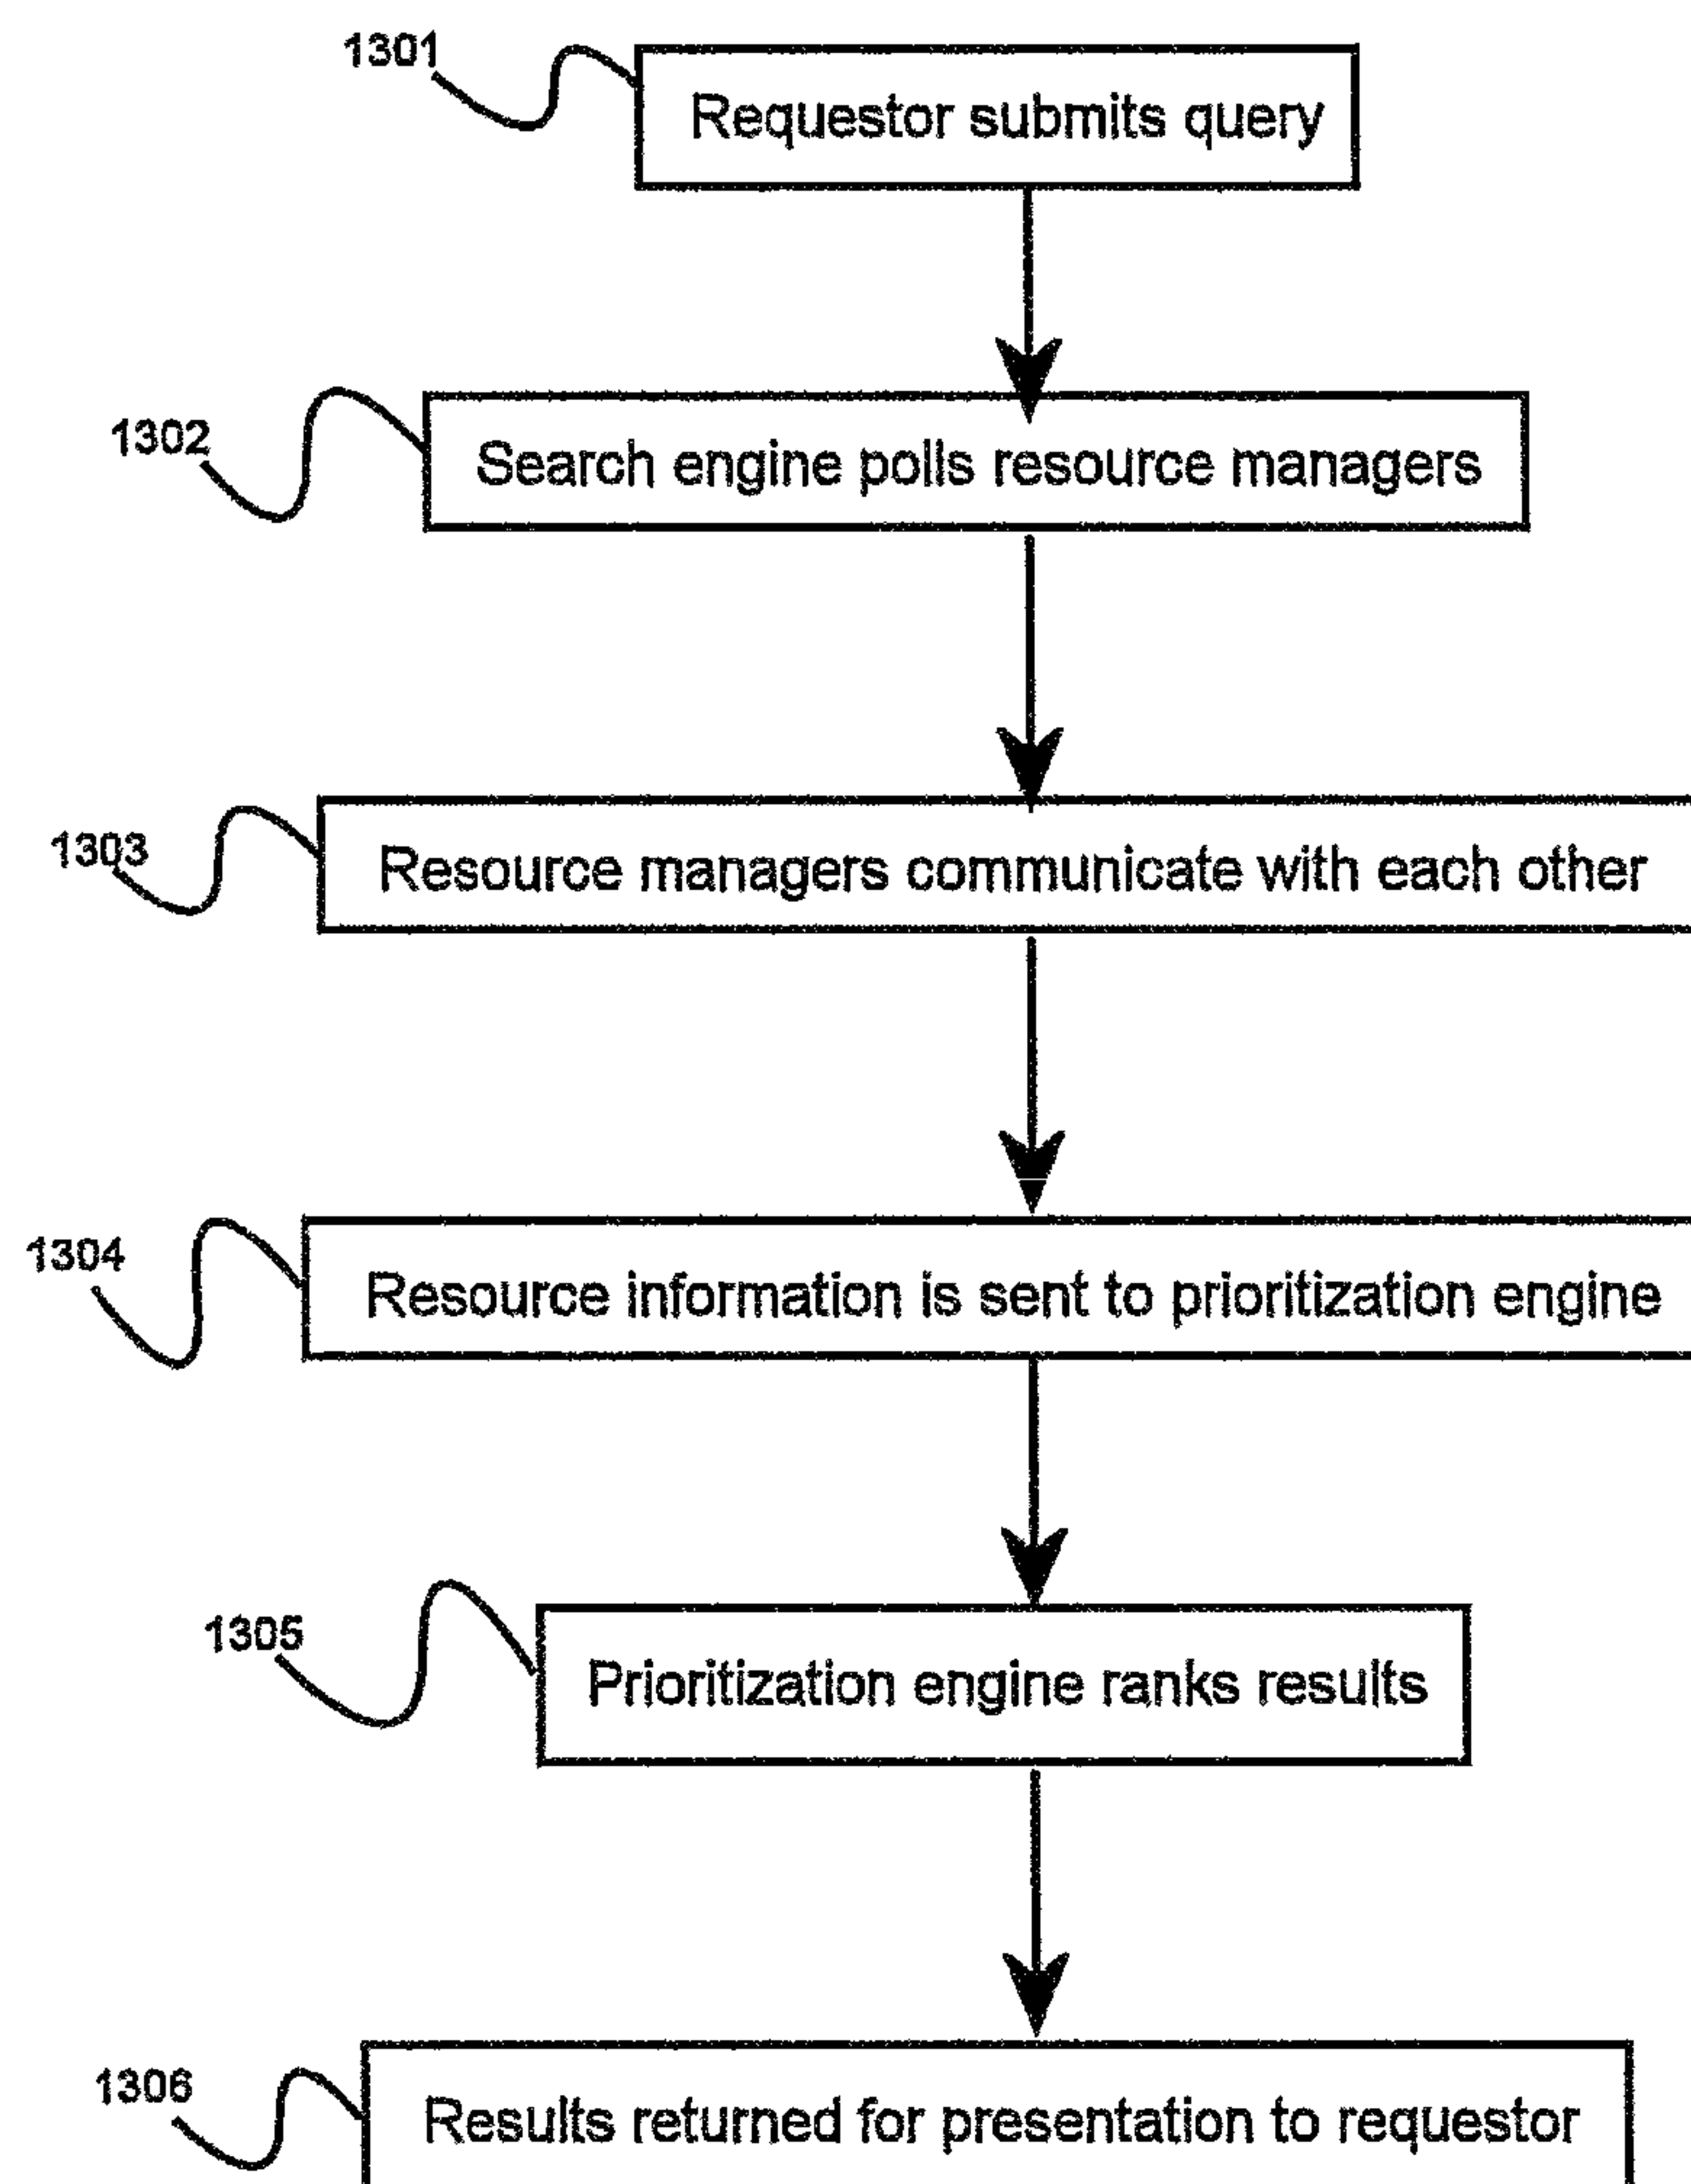 1301
Requestor submits query
1302
Search engine polls resource managers
1303
Resource managers communicate with each other
1304
Resource information is sent to prioritization engine
1305
Prioritization engine ranks results
1306
Results returned for presentation to requestor